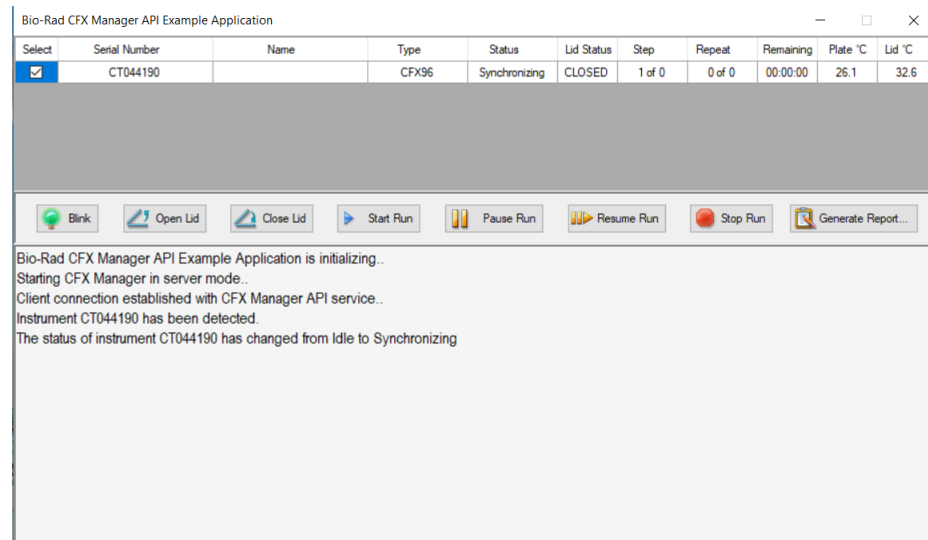 Bio-Rad CFX Manager API Example Application
Select Serial Number Name Type Status Lid Status Step Repeat Remaining Plate °C Lid °C
CT044190 CFX96 Synchronizing CLOSED 1 of 0 0 of 0 00:00:00 26.1 32.6
Blink Open Lid Close Lid Start Run Pause Run Resume Run Stop Run Generate Report...
Bio-Rad CFX Manager API Example Application is initializing..
Starting CFX Manager in server mode..
Client connection established with CFX Manager API service..
Instrument CT044190 has been detected.
The status of instrument CT044190 has changed from Idle to Synchronizing